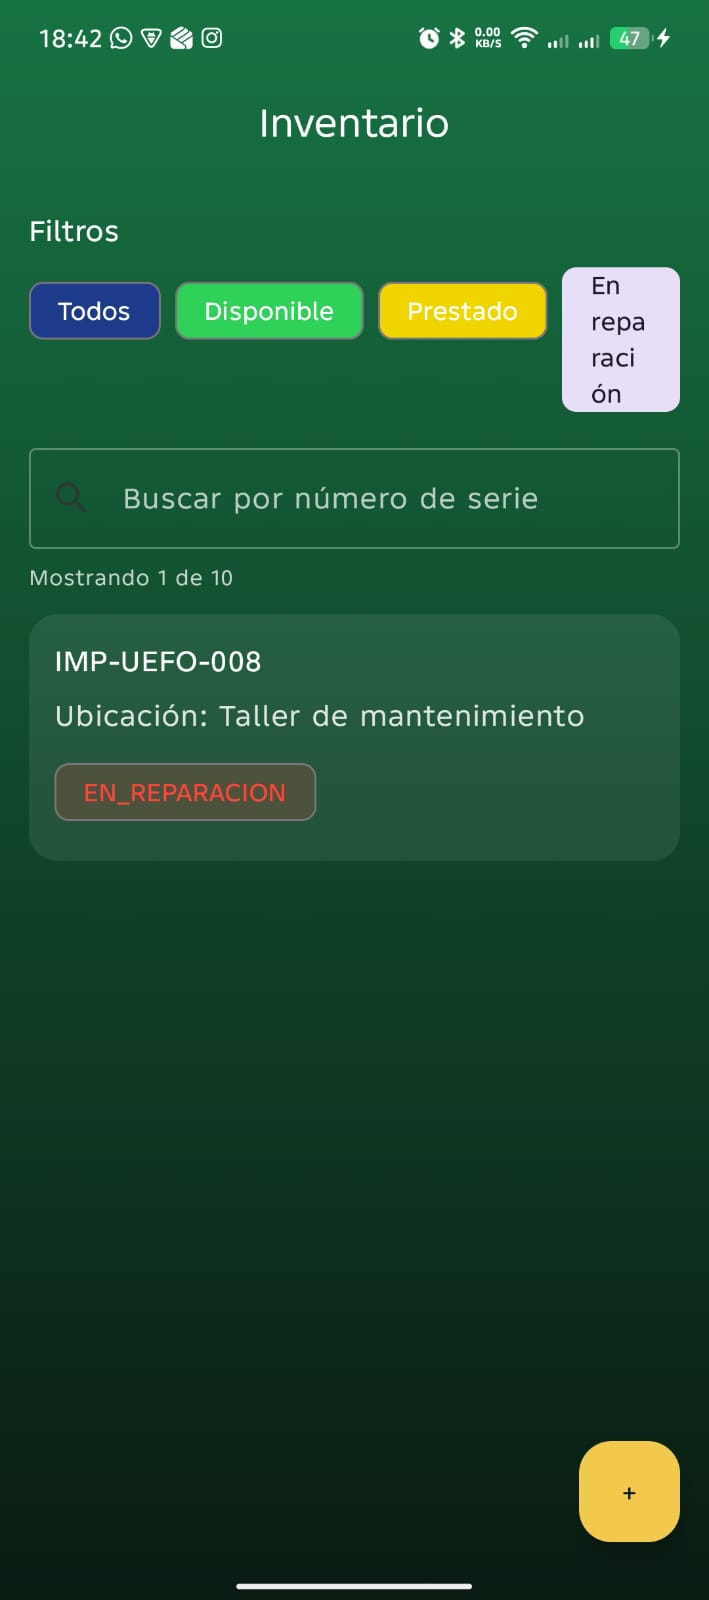 18:42
0.00
KB/S
47
Inventario
Filtros
Todos
Disponible
Prestado
En
repa
raci
ón
Buscar por número de serie
Mostrando 1 de 10
IMP-UEFO-008
Ubicación: Taller de mantenimiento
EN_REPARACION
+